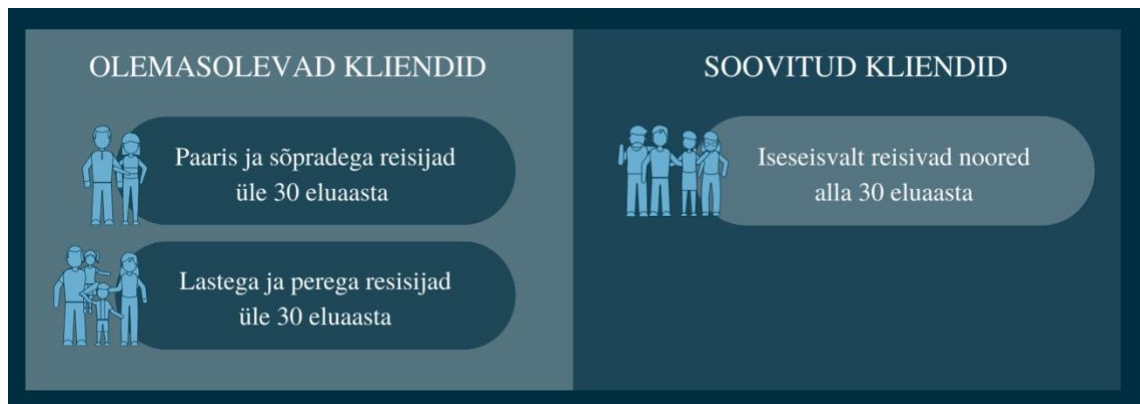 OLEMASOLEVAD KLIENDID
Paaris ja sõpradega reisijad
üle 30 eluaasta
Lastega ja perega resisijad
üle 30 eluaasta
SOOVITUD KLIENDID
Iseseisvalt reisivad noored
alla 30 eluaasta